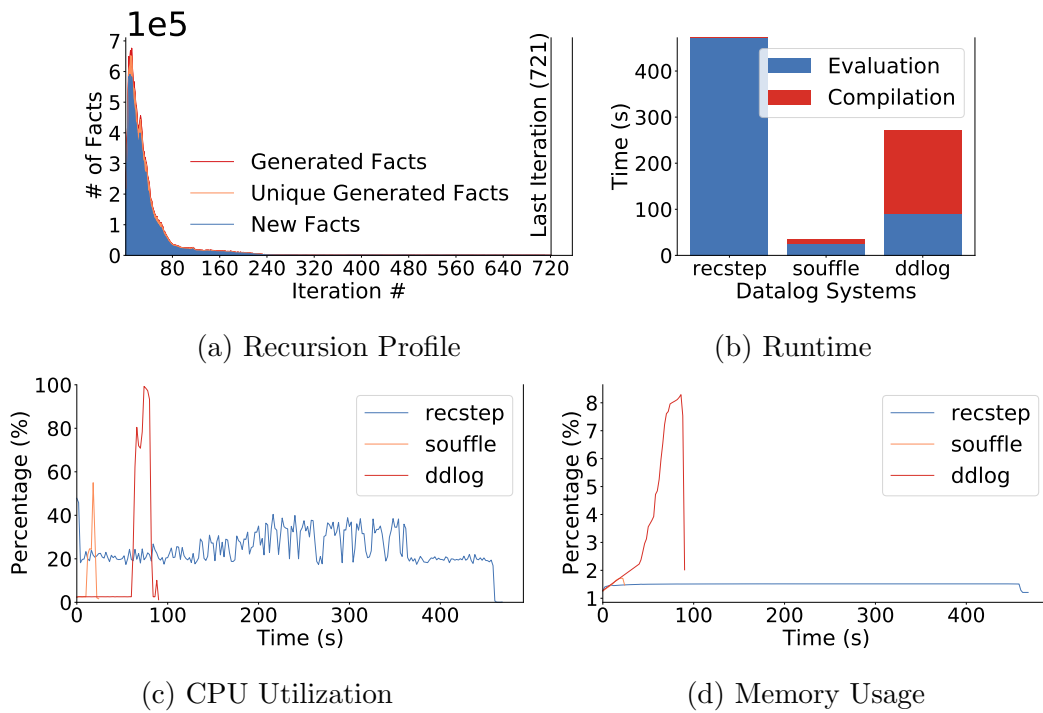 1e5
7
6
5
4
3
2
1
0
# of Facts
Generated Facts
Unique Generated Facts
New Facts
Last Iteration (721)
80 160 240 320 400 480 560 640 720
Iteration #
(a) Recursion Profile
400
300
200
100
0
Time (s)
Evaluation
Compilation
recstep souffle ddlog
Datalog Systems
(b) Runtime
100
80
60
40
20
0
Percentage (%)
recstep
souffle
ddlog
0 100 200 300 400
Time (s)
(c) CPU Utilization
8
7
6
5
4
3
2
1
Percentage (%)
recstep
souffle
ddlog
0 100 200 300 400
Time (s)
(d) Memory Usage